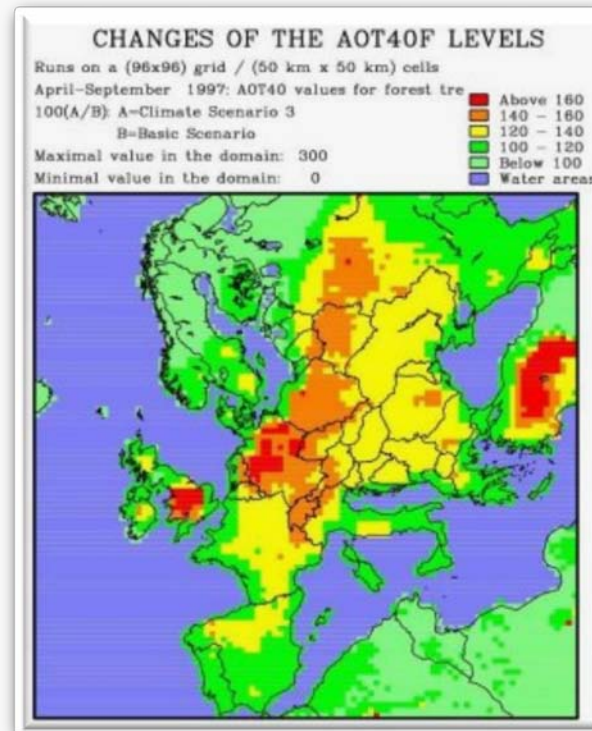 CHANGES OF THE AOT40F LEVELS
Runs on a (96x96) grid / (50 km x 50 km) cells
April-September 1997: AOT40 values for forest tre
100(A/B): A=Climate Scenario 3
B=Basic Scenario
Maximal value in the domain: 300
Minimal value in the domain: 0
Above 160
140 - 160
120 - 140
100 - 120
Below 100
Water areas